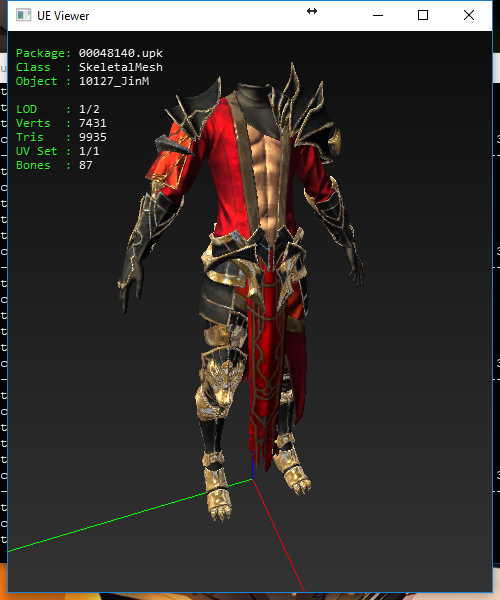 UE Viewer
Package: 00048140.upk
Class : SkeletalMesh
Object : 10127_JinM
LOD : 1/2
Verts : 7431
Tris : 9935
UV Set : 1/1
Bones : 87